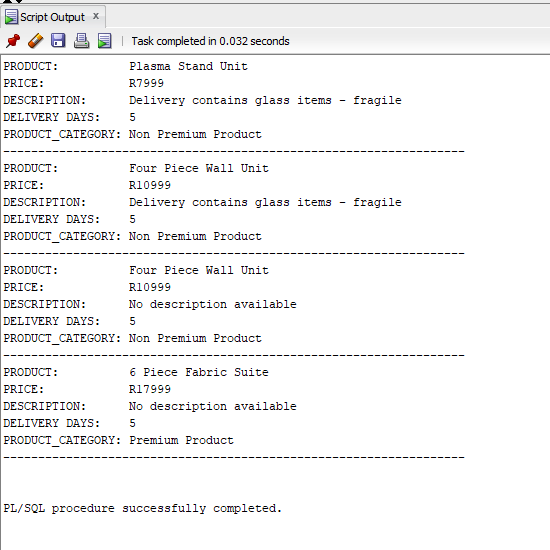 Script Output x
Task completed in 0.032 seconds
PRODUCT: Plasma Stand Unit
PRICE: R7999
DESCRIPTION: Delivery contains glass items - fragile
DELIVERY DAYS: 5
PRODUCT_CATEGORY: Non Premium Product
------------------------------------------------------------------
PRODUCT: Four Piece Wall Unit
PRICE: R10999
DESCRIPTION: Delivery contains glass items - fragile
DELIVERY DAYS: 5
PRODUCT_CATEGORY: Non Premium Product
------------------------------------------------------------------
PRODUCT: Four Piece Wall Unit
PRICE: R10999
DESCRIPTION: No description available
DELIVERY DAYS: 5
PRODUCT_CATEGORY: Non Premium Product
------------------------------------------------------------------
PRODUCT: 6 Piece Fabric Suite
PRICE: R17999
DESCRIPTION: No description available
DELIVERY DAYS: 5
PRODUCT_CATEGORY: Premium Product
------------------------------------------------------------------
PL/SQL procedure successfully completed.